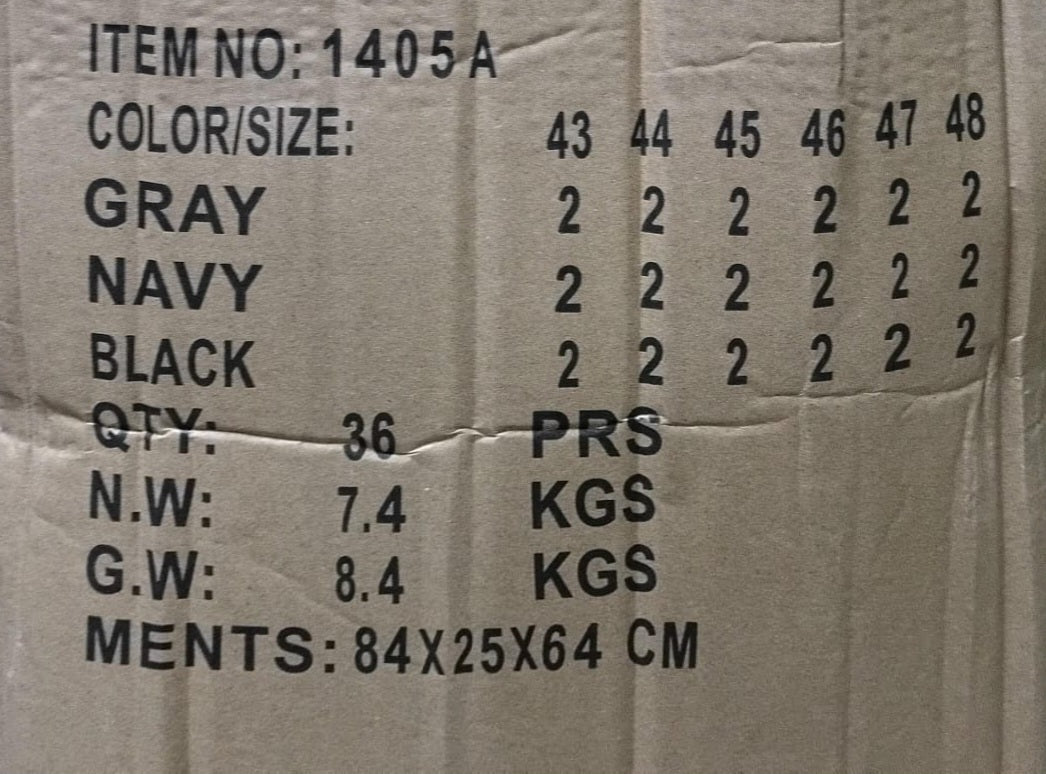 ITEM NO: 1405A
COLOR/SIZE: 43 44 45 46 47 48
GRAY 2 2 2 2 2 2
NAVY 2 2 2 2 2 2
BLACK 2 2 2 2 2 2
QTY: 36 PRS
N.W: 7.4 KGS
G.W: 8.4 KGS
MENTS: 84X25X64 CM